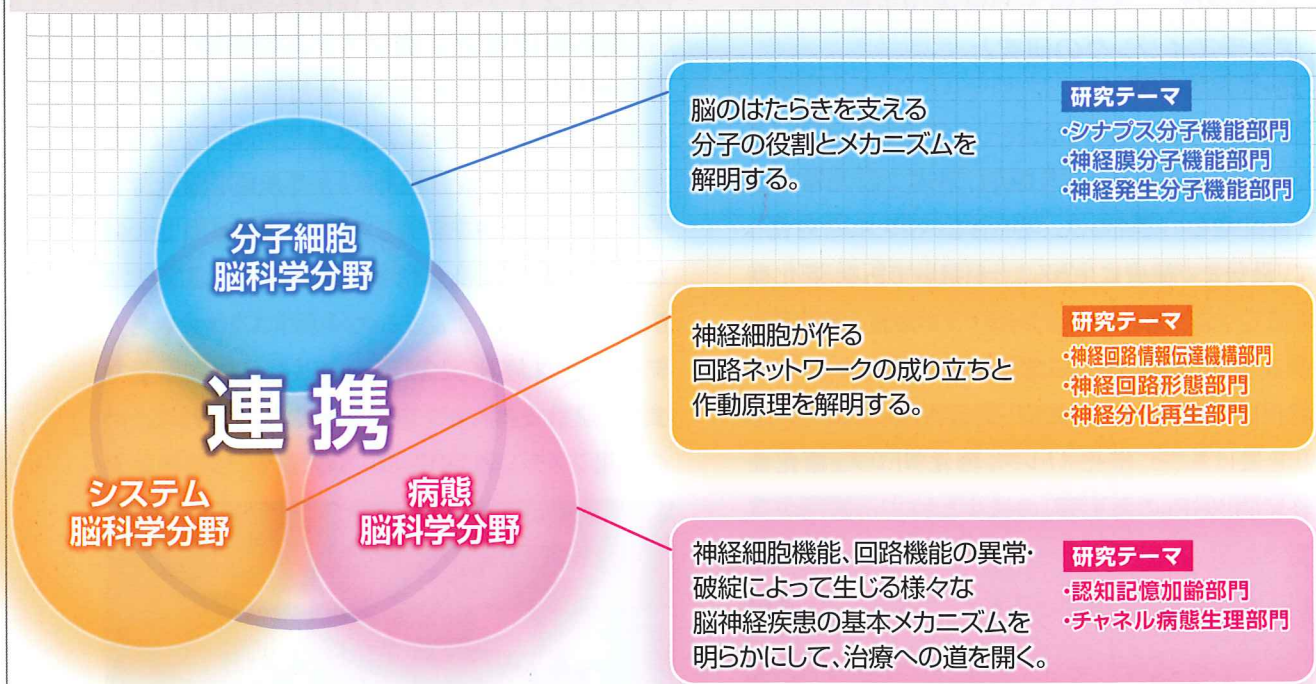 分子細胞
脳科学分野
連携
システム
脳科学分野
病態
脳科学分野
脳のはたらきを支える
分子の役割とメカニズムを
解明する。
研究テーマ
・シナプス分子機能部門
・神経膜分子機能部門
・神経発生分子機能部門
神経細胞が作る
回路ネットワークの成り立ちと
作動原理を解明する。
研究テーマ
・神経回路情報伝達機構部門
・神経回路形態部門
・神経分化再生部門
神経細胞機能、回路機能の異常・
破綻によって生じる様々な
脳神経疾患の基本メカニズムを
明らかにして、治療への道を開く。
研究テーマ
・認知記憶加齢部門
・チャネル病態生理部門